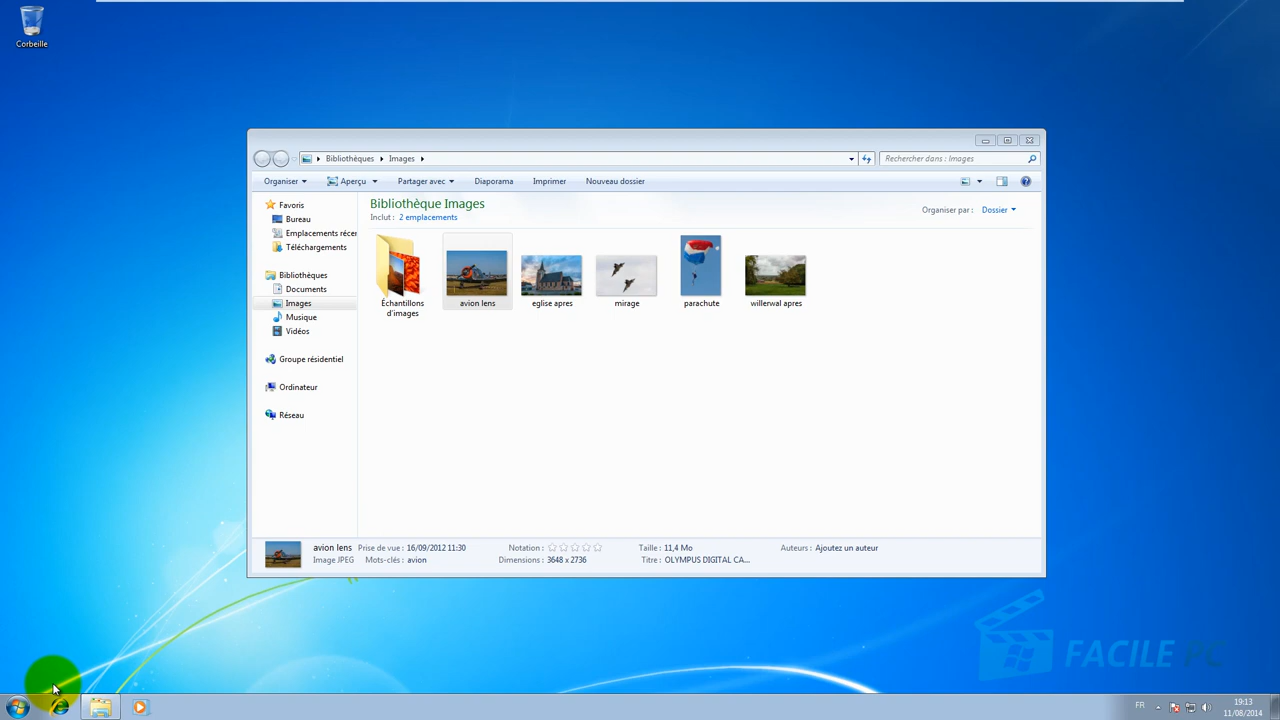 Corbeille
Bibliothèques Images
Rechercher dans : Images
Organiser Aperçu Partager avec Diaporama Imprimer Nouveau dossier
Favoris
Bureau
Emplacements récer
Téléchargements
Bibliothèques
Documents
Images
Musique
Vidéos
Groupe résidentiel
Ordinateur
Réseau
Bibliothèque Images
Inclut : 2 emplacements
Organiser par : Dossier
Échantillons
d'images
avion lens
eglise apres
mirage
parachute
willerwal apres
avion lens Prise de vue : 16/09/2012 11:30 Notation : Taille : 11,4 Mo Auteurs : Ajoutez un auteur
Image JPEG Mots-clés : avion Dimensions : 3648 x 2736 Titre : OLYMPUS DIGITAL CA...
FACILE PC
FR
19:13
11/08/2014